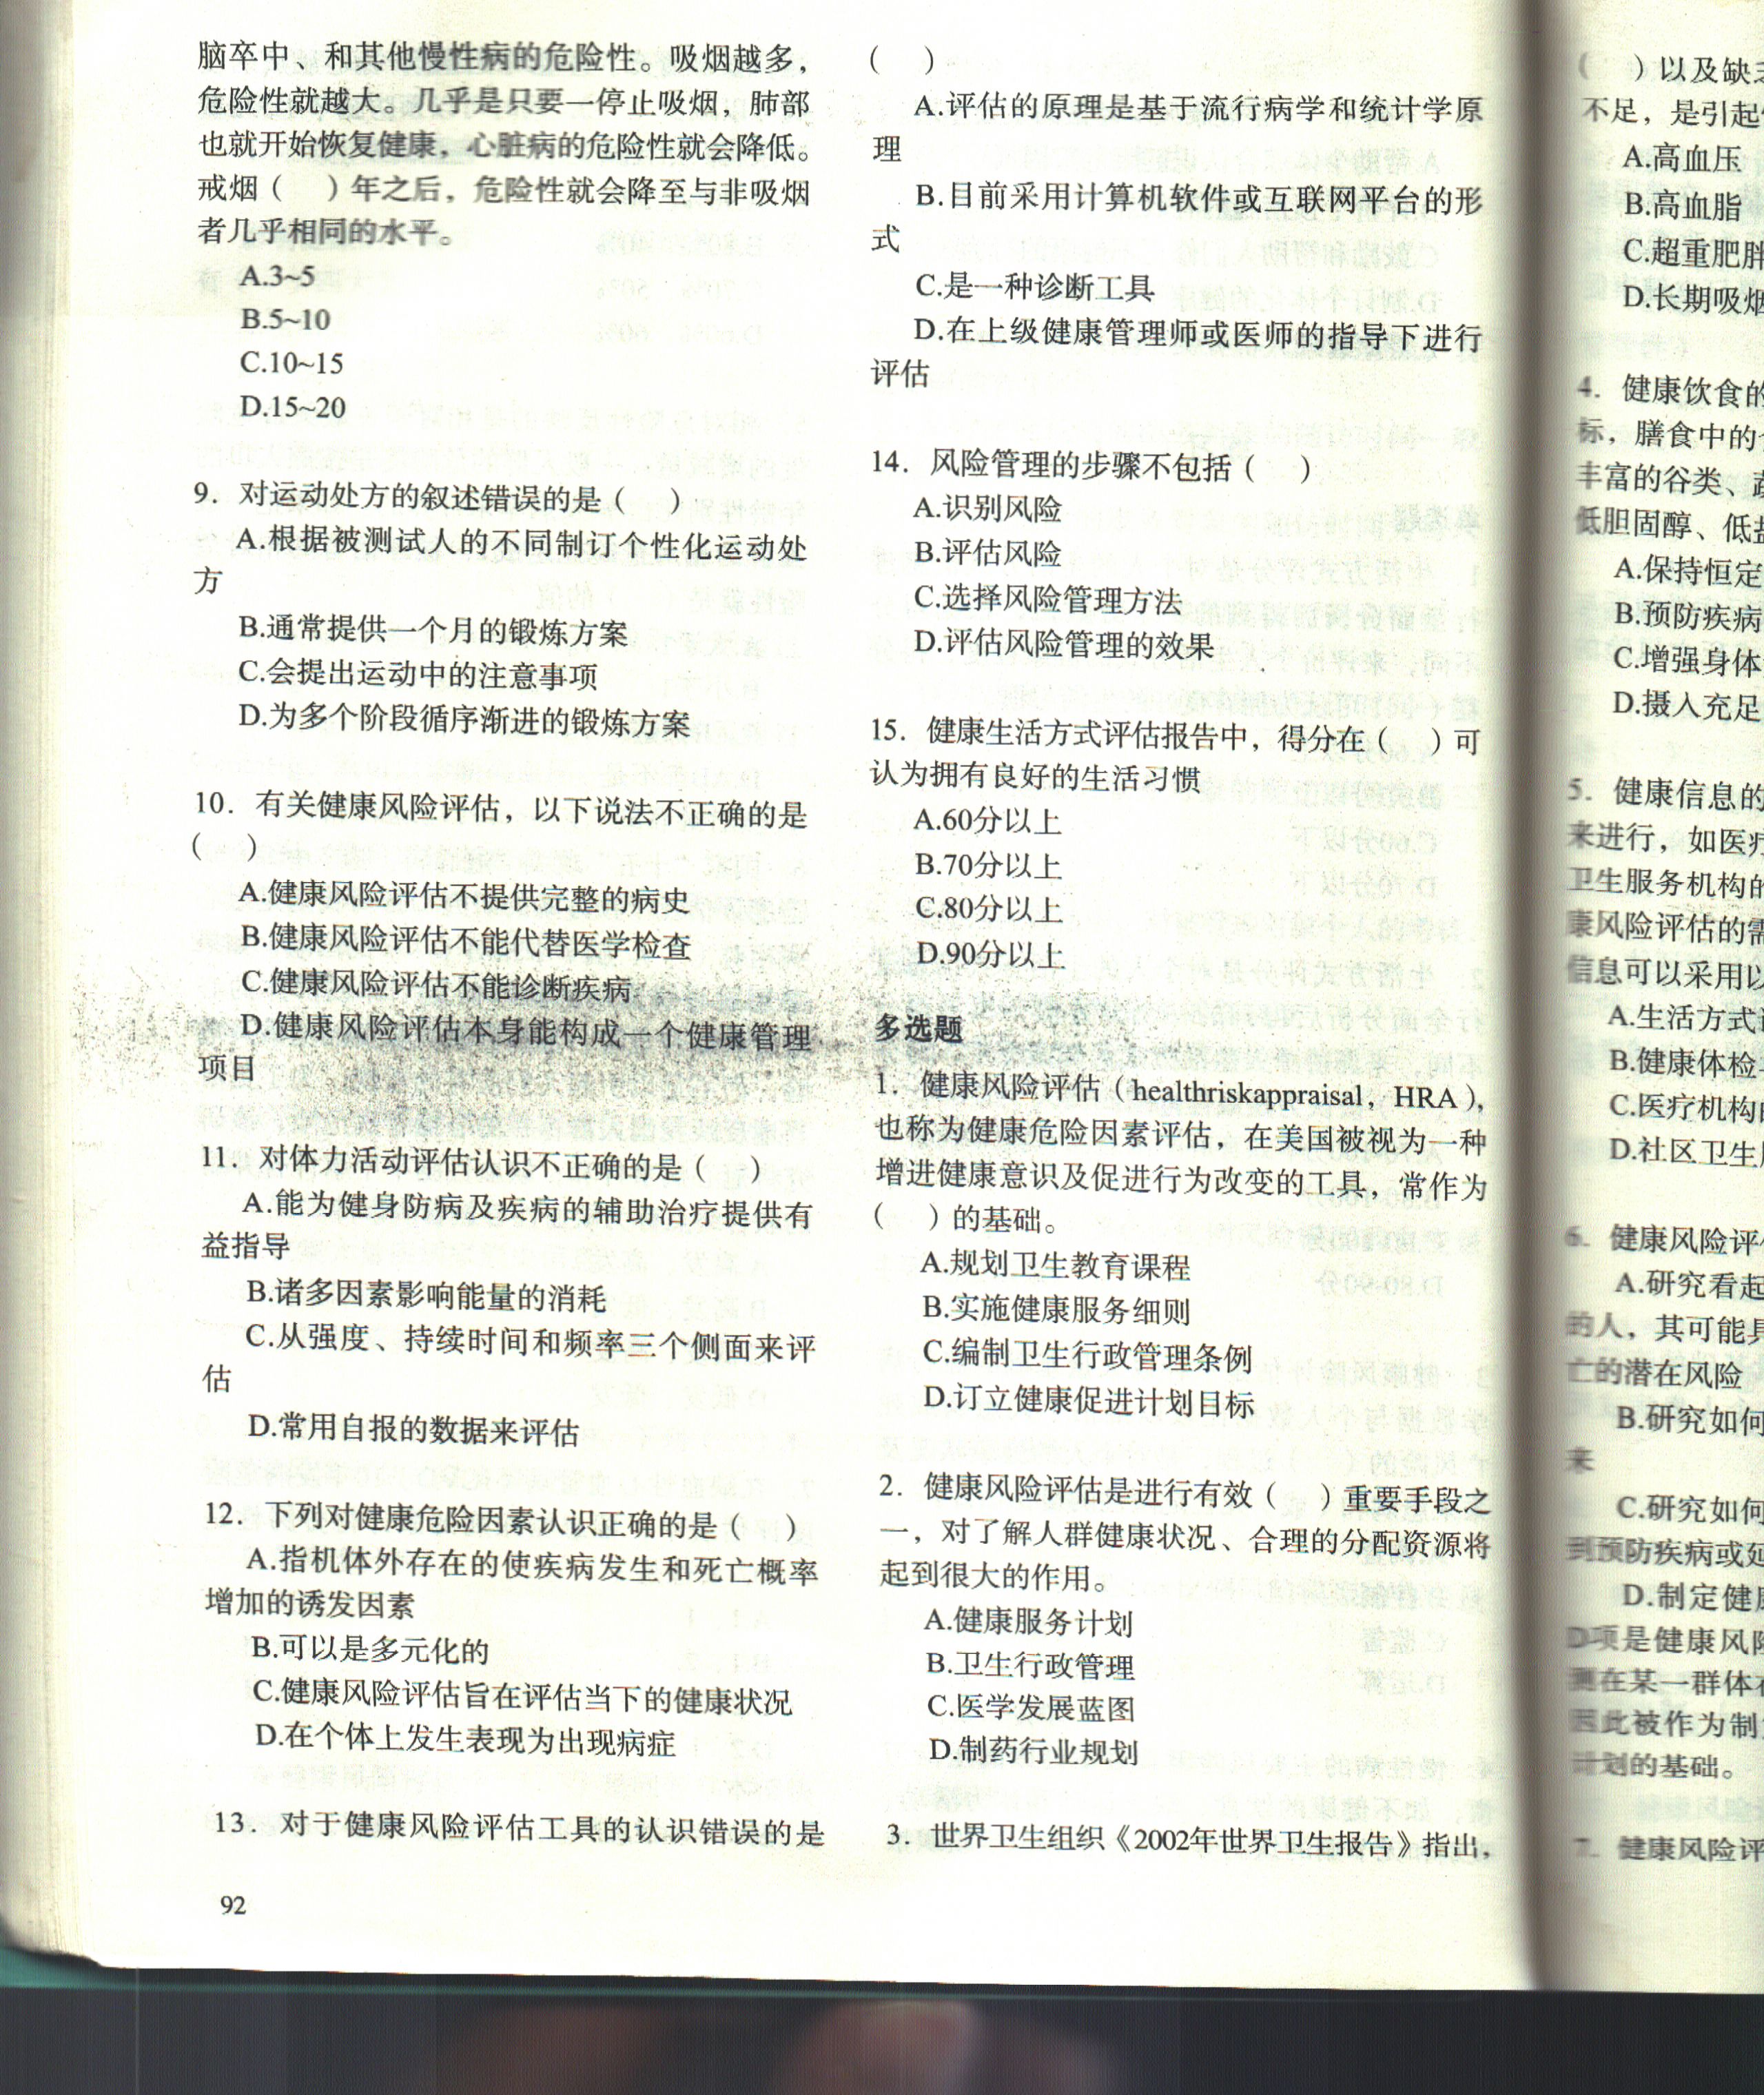 脑卒中、和其他慢性病的危险性。吸烟越多，
危险性就越大。几乎是只要一停止吸烟，肺部
也就开始恢复健康，心脏病的危险性就会降低。
戒烟（　）年之后，危险性就会降至与非吸烟
者几乎相同的水平。
A.3~5
B.5~10
C.10~15
D.15~20
9．对运动处方的叙述错误的是（　）
A.根据被测试人的不同制订个性化运动处
方
B.通常提供一个月的锻炼方案
C.会提出运动中的注意事项
D.为多个阶段循序渐进的锻炼方案
10．有关健康风险评估，以下说法不正确的是
（　）
A.健康风险评估不提供完整的病史
B.健康风险评估不能代替医学检查
C.健康风险评估不能诊断疾病
D.健康风险评估本身能构成一个健康管理
项目
11．对体力活动评估认识不正确的是（　）
A.能为健身防病及疾病的辅助治疗提供有
益指导
B.诸多因素影响能量的消耗
C.从强度、持续时间和频率三个侧面来评
估
D.常用自报的数据来评估
12．下列对健康危险因素认识正确的是（　）
A.指机体外存在的使疾病发生和死亡概率
增加的诱发因素
B.可以是多元化的
C.健康风险评估旨在评估当下的健康状况
D.在个体上发生表现为出现病症
13．对于健康风险评估工具的认识错误的是
92
（　）
A.评估的原理是基于流行病学和统计学原
理
B.目前采用计算机软件或互联网平台的形
式
C.是一种诊断工具
D.在上级健康管理师或医师的指导下进行
评估
14．风险管理的步骤不包括（　）
A.识别风险
B.评估风险
C.选择风险管理方法
D.评估风险管理的效果
15．健康生活方式评估报告中，得分在（　）可
认为拥有良好的生活习惯
A.60分以上
B.70分以上
C.80分以上
D.90分以上
多选题
1．健康风险评估（healthriskappraisal，HRA），
也称为健康危险因素评估，在美国被视为一种
增进健康意识及促进行为改变的工具，常作为
（　）的基础。
A.规划卫生教育课程
B.实施健康服务细则
C.编制卫生行政管理条例
D.订立健康促进计划目标
2．健康风险评估是进行有效（　）重要手段之
一，对了解人群健康状况、合理的分配资源将
起到很大的作用。
A.健康服务计划
B.卫生行政管理
C.医学发展蓝图
D.制药行业规划
3．世界卫生组织《2002年世界卫生报告》指出，
（　）以及缺
不足，是引起
A.高血压
B.高血脂
C.超重肥胖
D.长期吸烟
4．健康饮食的
标，膳食中的
丰富的谷类、蔬
低胆固醇、低盐
A.保持恒定
B.预防疾病
C.增强身体
D.摄入充足
5．健康信息的
来进行，如医疗
卫生服务机构的
康风险评估的需
信息可以采用以
A.生活方式
B.健康体检
C.医疗机构
D.社区卫生
6．健康风险评
A.研究看起
的人，其可能具
亡的潜在风险
B.研究如何
来
C.研究如何
到预防疾病或延
D.制定健康
D项是健康风险
测在某一群体
因此被作为制
计划的基础。
7．健康风险评